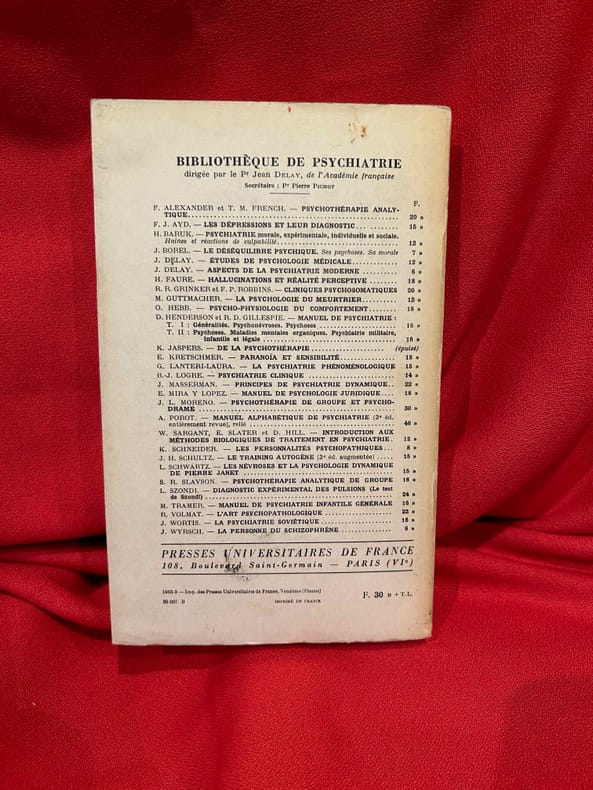 BIBLIOTHÈQUE DE PSYCHIATRIE
dirigée par le Pr Jean DELAY, de l'Académie française
Secrétaire : Pr Pierre PICHOT
F.
F. ALEXANDER et T. M. FRENCH. — PSYCHOTHÉRAPIE ANALY-
TIQUE 20 »
F. J. AYD. — LES DÉPRESSIONS ET LEUR DIAGNOSTIC 15 »
H. BARUK. — PSYCHIATRIE morale, expérimentale, individuelle et sociale.
Haines et réactions de culpabilité 12 »
J. BOREL. — LE DÉSÉQUILIBRE PSYCHIQUE. Ses psychoses. Sa morale 7 »
J. DELAY. — ÉTUDES DE PSYCHOLOGIE MÉDICALE 12 »
J. DELAY. — ASPECTS DE LA PSYCHIATRIE MODERNE 6 »
H. FAURE. — HALLUCINATIONS ET RÉALITÉ PERCEPTIVE 18 »
R. R. GRINKER et F. P. ROBBINS. — CLINIQUES PSYCHOSOMATIQUES 20 »
M. GUTTMACHER. — LA PSYCHOLOGIE DU MEURTRIER 12 »
O. HEBB. — PSYCHO-PHYSIOLOGIE DU COMPORTEMENT 18 »
D. HENDERSON et R. D. GILLESPIE. — MANUEL DE PSYCHIATRIE :
T. I : Généralités. Psychonévroses. Psychoses 16 »
T. II : Psychoses. Maladies mentales organiques. Psychiatrie militaire,
infantile et légale 18 »
K. JASPERS. — DE LA PSYCHOTHÉRAPIE (épuisé)
E. KRETSCHMER. — PARANOÏA ET SENSIBILITÉ 18 »
G. LANTERI-LAURA. — LA PSYCHIATRIE PHÉNOMÉNOLOGIQUE 15 »
B.-J. LOGRE. — PSYCHIATRIE CLINIQUE 14 »
J. MASSERMAN. — PRINCIPES DE PSYCHIATRIE DYNAMIQUE 22 »
E. MIRA Y LOPEZ. — MANUEL DE PSYCHOLOGIE JURIDIQUE 18 »
J. L. MORENO. — PSYCHOTHÉRAPIE DE GROUPE ET PSYCHO-
DRAME 30 »
A. POROT. — MANUEL ALPHABÉTIQUE DE PSYCHIATRIE (3e éd.
entièrement revue), relié 46 »
W. SARGANT, E. SLATER et D. HILL. — INTRODUCTION AUX
MÉTHODES BIOLOGIQUES DE TRAITEMENT EN PSYCHIATRIE 12 »
K. SCHNEIDER. — LES PERSONNALITÉS PSYCHOPATHIQUES 8 »
J. H. SCHULTZ. — LE TRAINING AUTOGÈNE (3e éd. augmentée) 15 »
L. SCHWARTZ. — LES NÉVROSES ET LA PSYCHOLOGIE DYNAMIQUE
DE PIERRE JANET 15 »
S. R. SLAVSON. — PSYCHOTHÉRAPIE ANALYTIQUE DE GROUPE 18 »
L. SZONDI. — DIAGNOSTIC EXPÉRIMENTAL DES PULSIONS (Le test
de Szondi) 24 »
M. TRAMER. — MANUEL DE PSYCHIATRIE INFANTILE GÉNÉRALE 16 »
R. VOLMAT. — L'ART PSYCHOPATHOLOGIQUE 22 »
J. WORTIS. — LA PSYCHIATRIE SOVIÉTIQUE 16 »
J. WYRSCH. — LA PERSONNE DU SCHIZOPHRÈNE 8 »
PRESSES UNIVERSITAIRES DE FRANCE
108, Boulevard Saint-Germain — PARIS (VIe)
— Imp. des Presses Universitaires de France, Vendôme (France)
IMPRIMÉ EN FRANCE
F. 30 B + T.L.